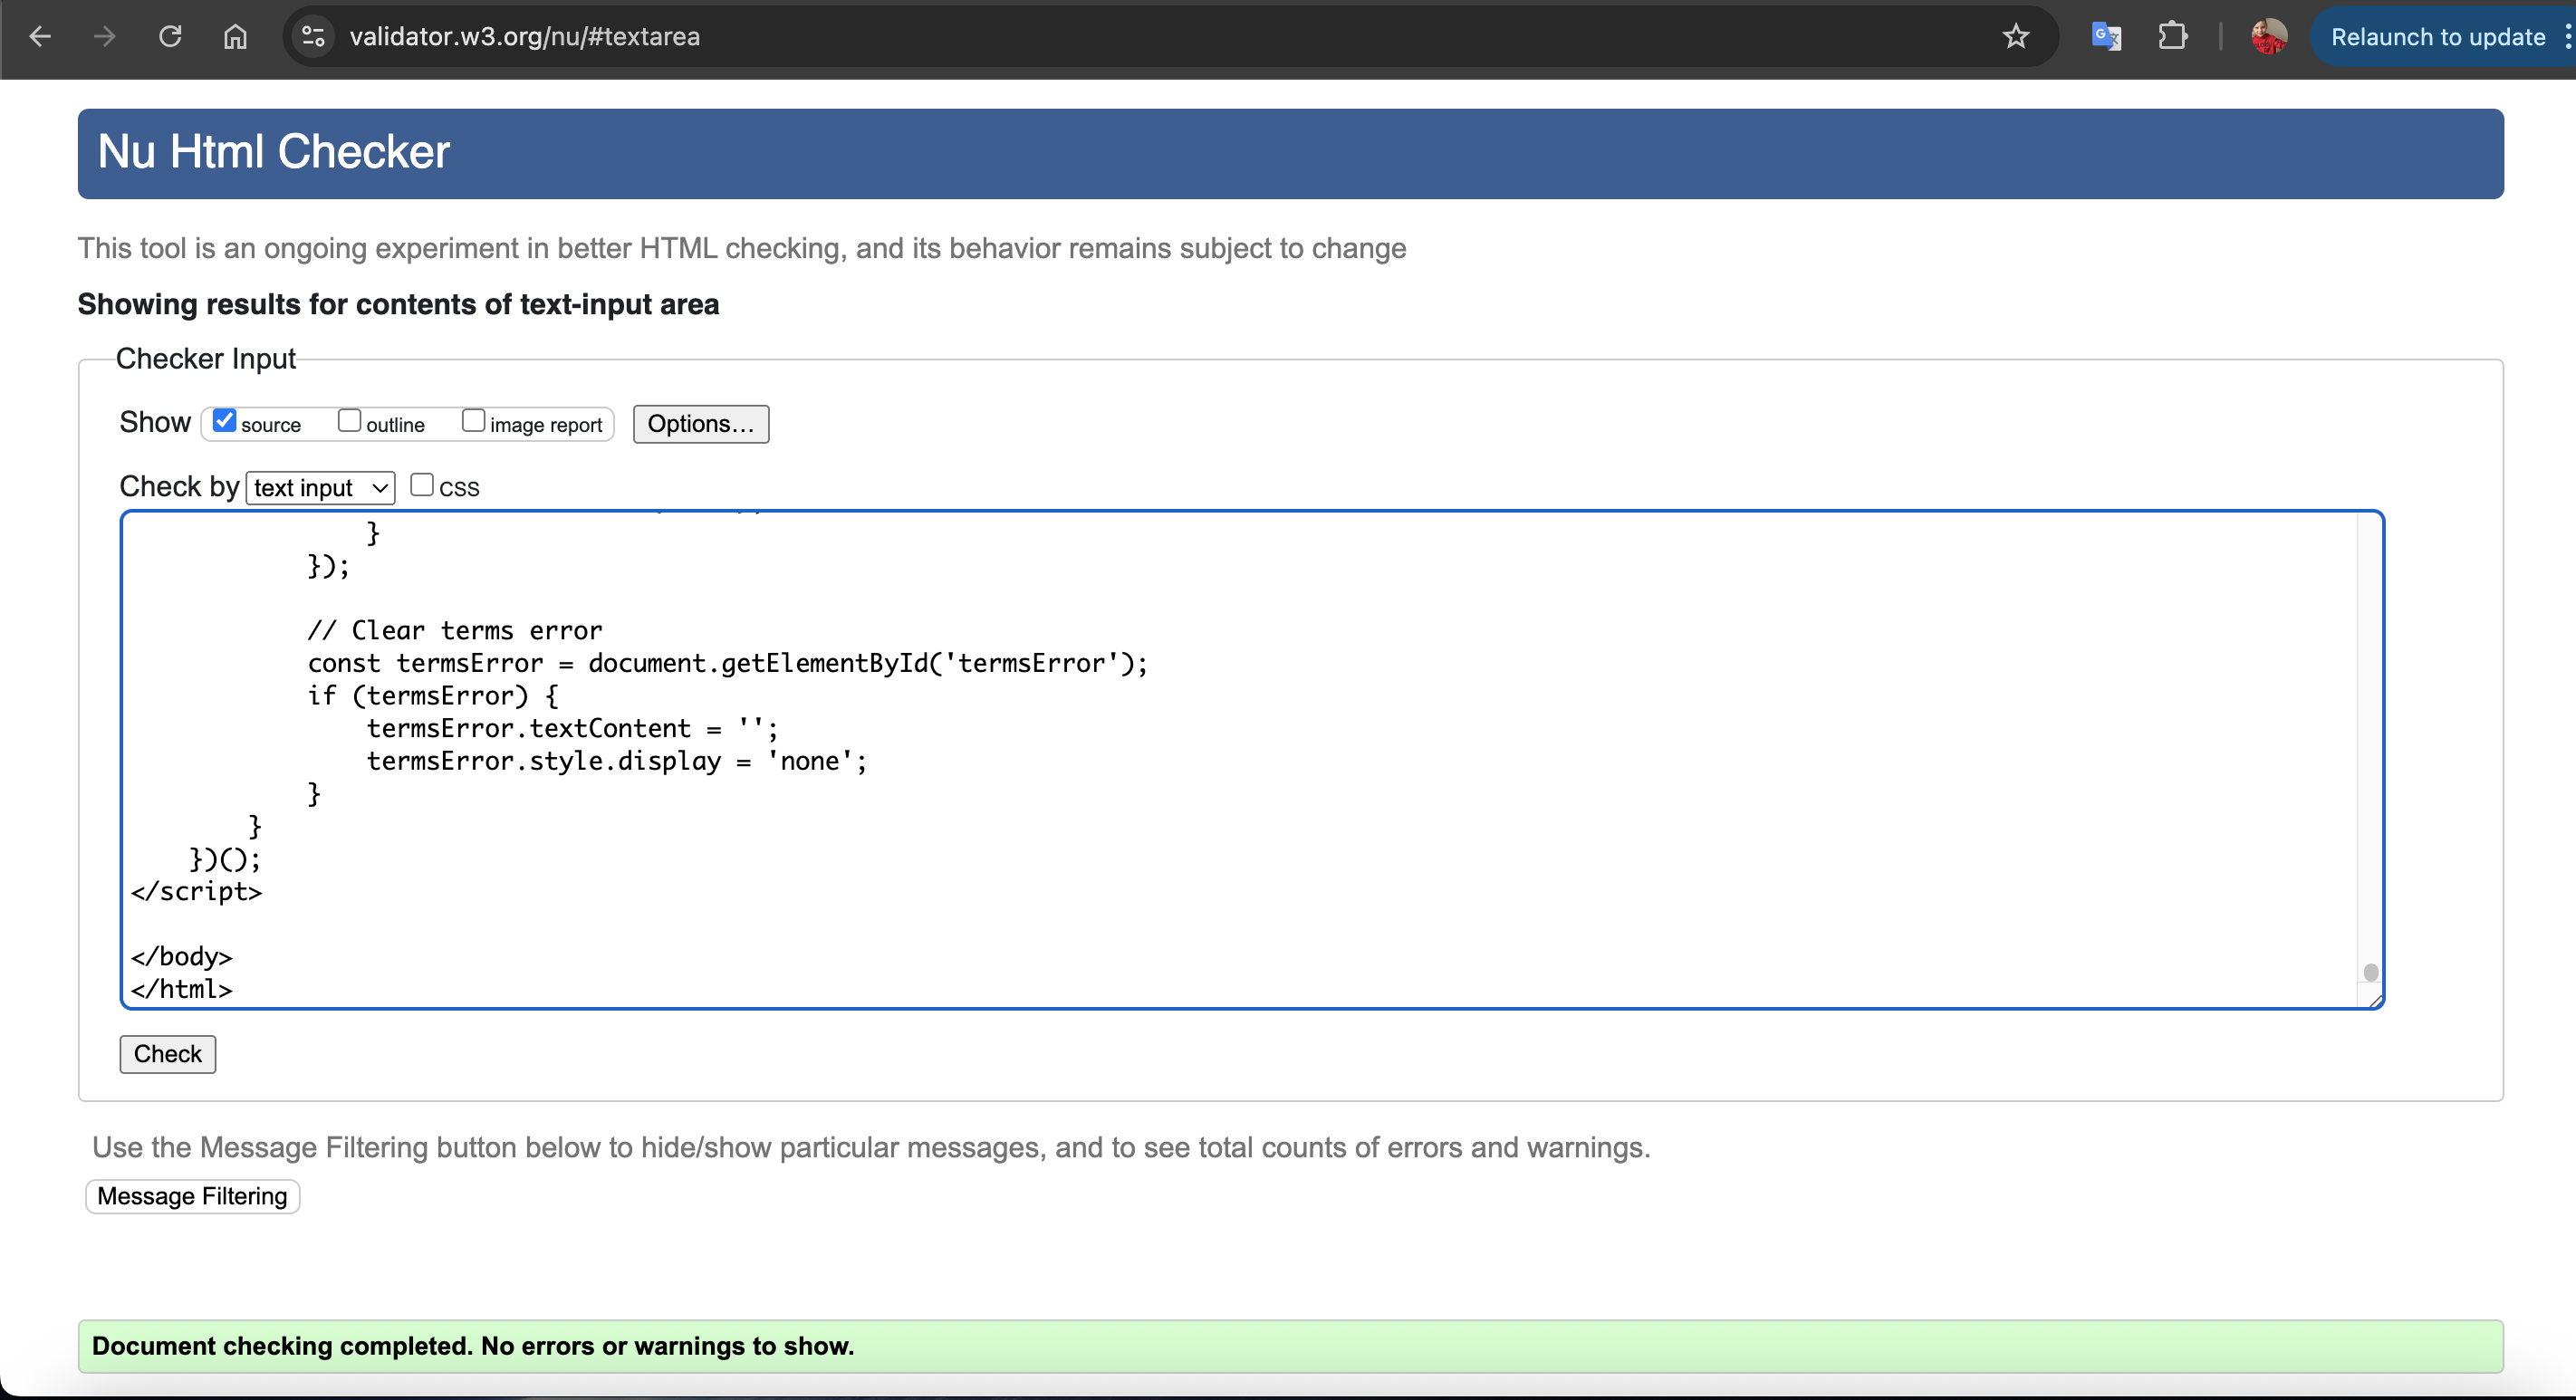 validator.w3.org/nu/#textarea
Relaunch to update
Nu Html Checker
This tool is an ongoing experiment in better HTML checking, and its behavior remains subject to change
Showing results for contents of text-input area
Checker Input
Show source outline image report Options...
Check by text input CSS
}
});
// Clear terms error
const termsError = document.getElementById('termsError');
if (termsError) {
termsError.textContent = '';
termsError.style.display = 'none';
}
}
})();
</script>
</body>
</html>
Check
Use the Message Filtering button below to hide/show particular messages, and to see total counts of errors and warnings.
Message Filtering
Document checking completed. No errors or warnings to show.